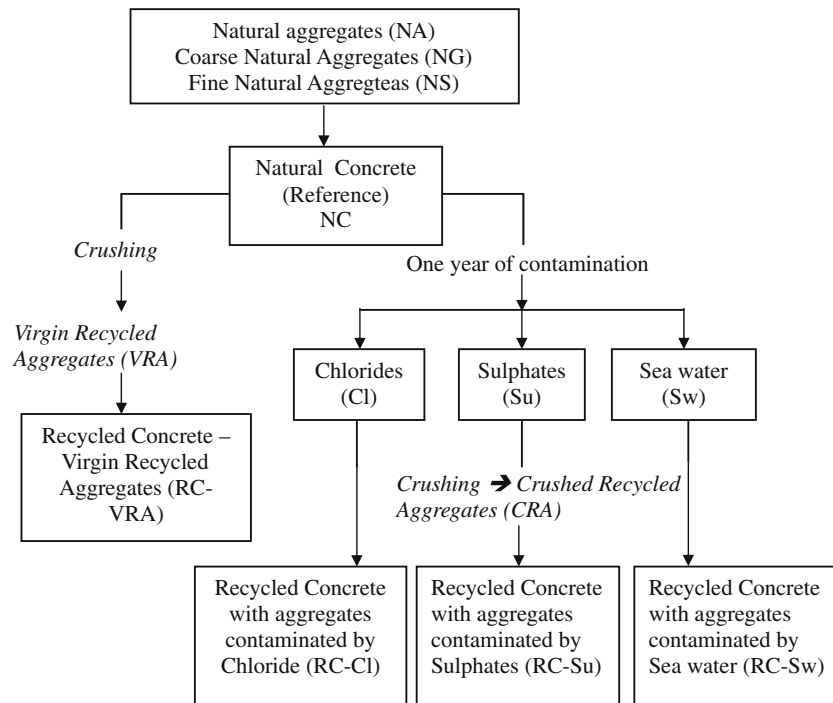 Natural aggregates (NA)
Coarse Natural Aggregates (NG)
Fine Natural Aggregteas (NS)
Natural Concrete
(Reference)
NC
Crushing
One year of contamination
Virgin Recycled
Aggregates (VRA)
Chlorides
(Cl)
Sulphates
(Su)
Sea water
(Sw)
Recycled Concrete –
Virgin Recycled
Aggregates (RC-
VRA)
Crushing ➔ Crushed Recycled
Aggregates (CRA)
Recycled Concrete
with aggregates
contaminated by
Chloride (RC-Cl)
Recycled Concrete
with aggregates
contaminated by
Sulphates (RC-Su)
Recycled Concrete
with aggregates
contaminated by
Sea water (RC-Sw)